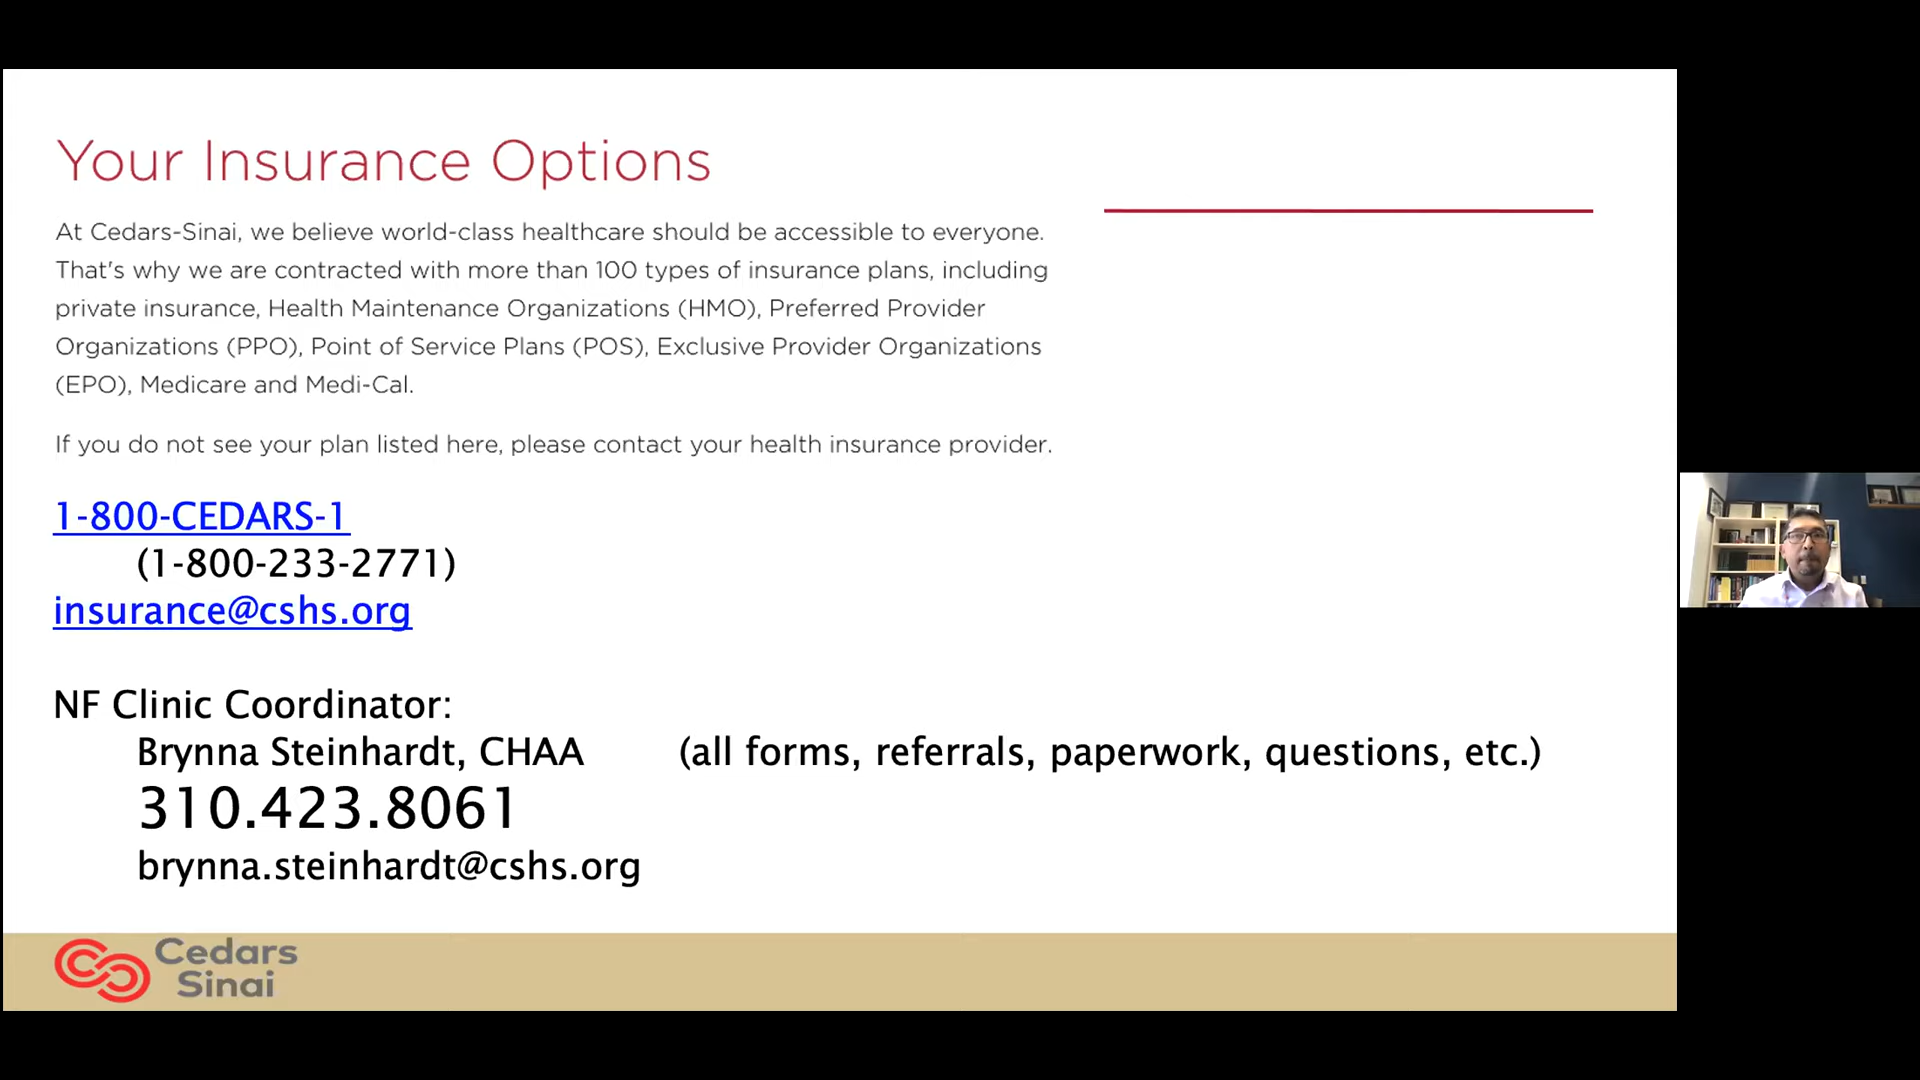 Your Insurance Options
At Cedars-Sinai, we believe world-class healthcare should be accessible to everyone.
That's why we are contracted with more than 100 types of insurance plans, including
private insurance, Health Maintenance Organizations (HMO), Preferred Provider
Organizations (PPO), Point of Service Plans (POS), Exclusive Provider Organizations
(EPO), Medicare and Medi-Cal.
If you do not see your plan listed here, please contact your health insurance provider.
1-800-CEDARS-1
(1-800-233-2771)
insurance@cshs.org
NF Clinic Coordinator:
Brynna Steinhardt, CHAA (all forms, referrals, paperwork, questions, etc.)
310.423.8061
brynna.steinhardt@cshs.org
Cedars
Sinai